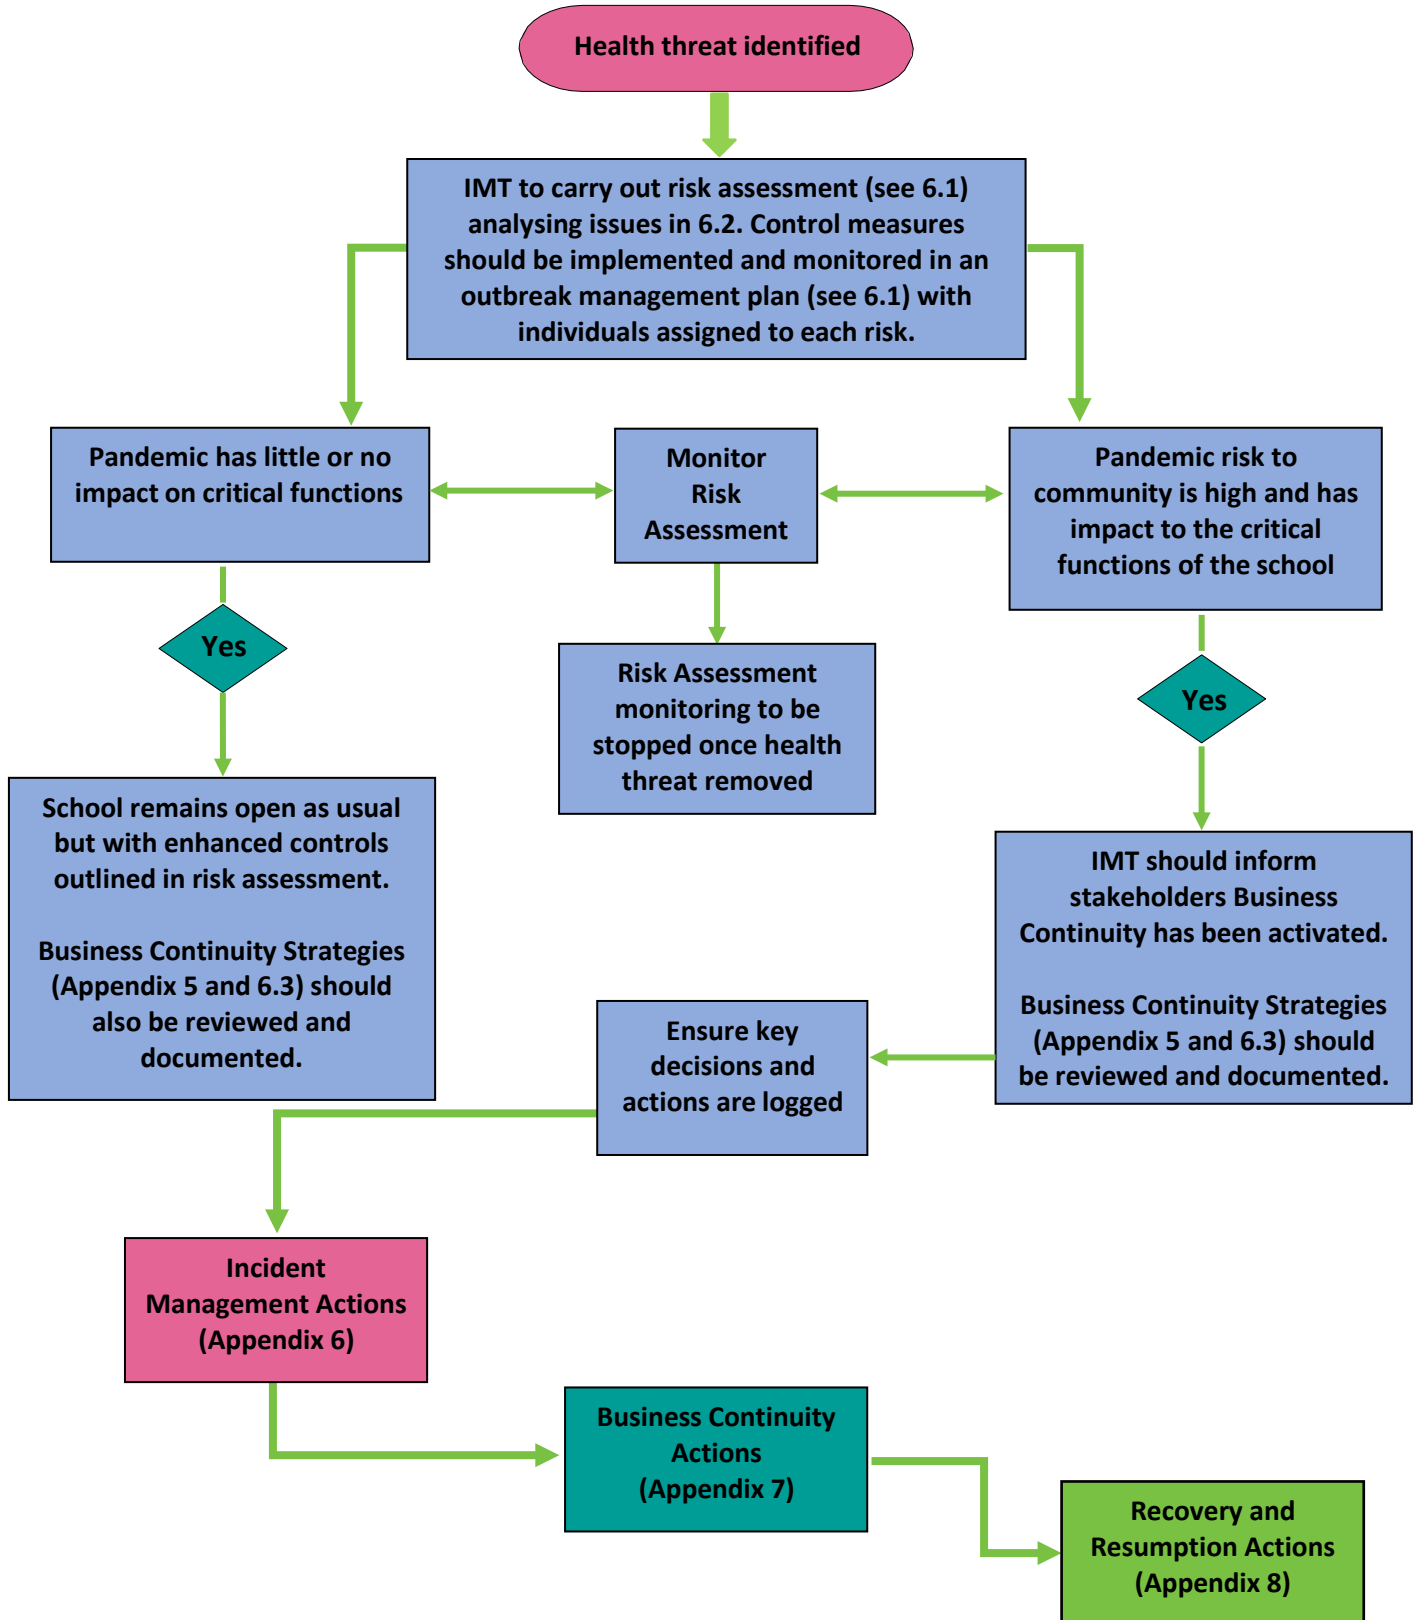 Health threat identified
IMT to carry out risk assessment (see 6.1)
analysing issues in 6.2. Control measures
should be implemented and monitored in an
outbreak management plan (see 6.1) with
individuals assigned to each risk.
Pandemic has little or no
impact on critical functions
Monitor
Risk
Assessment
Pandemic risk to
community is high and has
impact to the critical
functions of the school
Yes
Risk Assessment
monitoring to be
stopped once health
threat removed
Yes
School remains open as usual
but with enhanced controls
outlined in risk assessment.
Business Continuity Strategies
(Appendix 5 and 6.3) should
also be reviewed and
documented.
IMT should inform
stakeholders Business
Continuity has been activated.
Business Continuity Strategies
(Appendix 5 and 6.3) should
be reviewed and documented.
Ensure key
decisions and
actions are logged
Incident
Management Actions
(Appendix 6)
Business Continuity
Actions
(Appendix 7)
Recovery and
Resumption Actions
(Appendix 8)